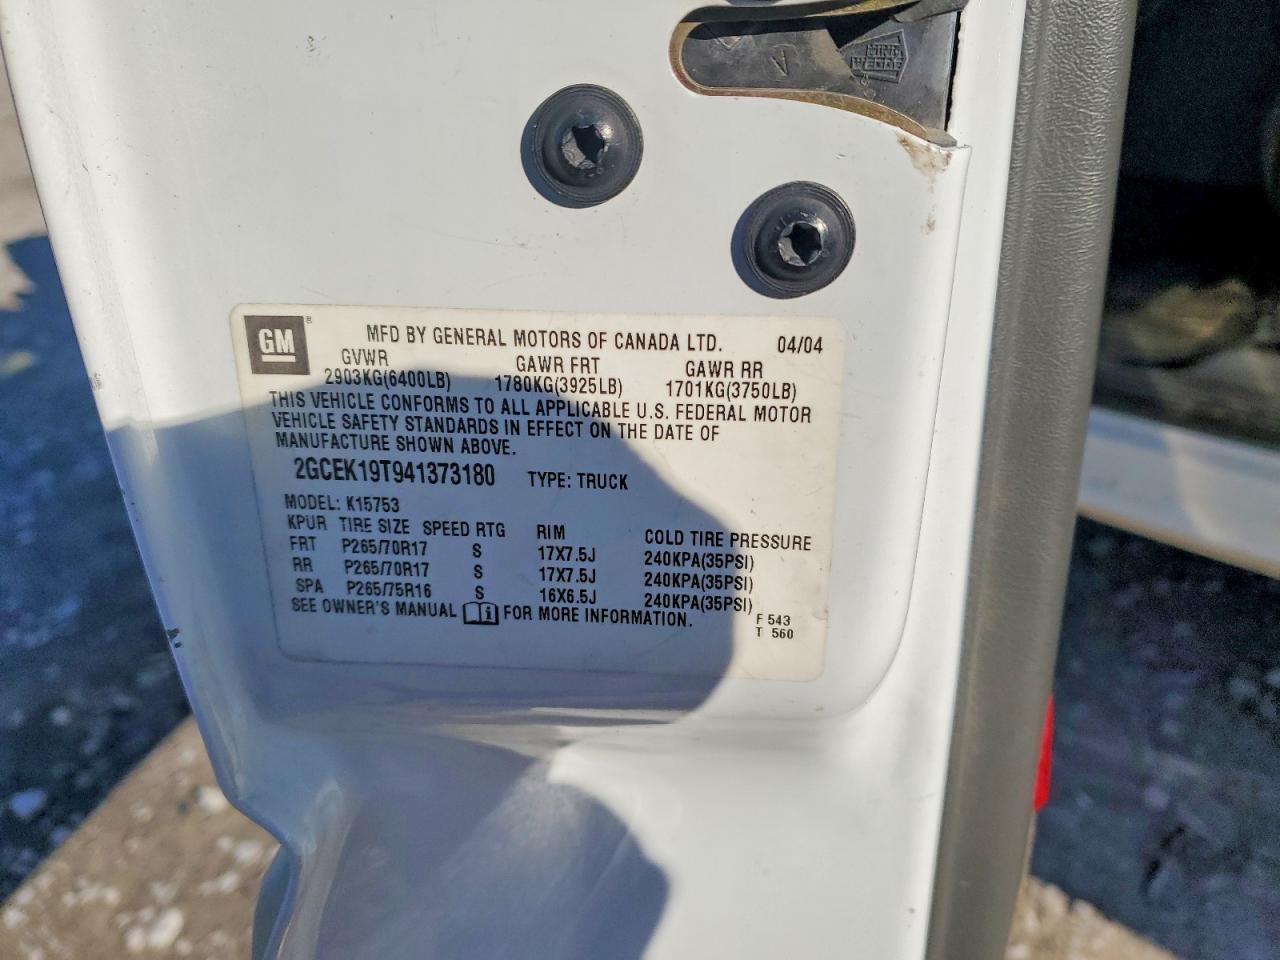 MING
WEDGE
GM ®
MFD BY GENERAL MOTORS OF CANADA LTD. 04/04
GVWR GAWR FRT GAWR RR
2903KG(6400LB) 1780KG(3925LB) 1701KG(3750LB)
THIS VEHICLE CONFORMS TO ALL APPLICABLE U.S. FEDERAL MOTOR
VEHICLE SAFETY STANDARDS IN EFFECT ON THE DATE OF
MANUFACTURE SHOWN ABOVE.
2GCEK19T941373180 TYPE: TRUCK
MODEL: K15753
KPUR TIRE SIZE SPEED RTG RIM COLD TIRE PRESSURE
FRT P265/70R17 S 17X7.5J 240KPA(35PSI)
RR P265/70R17 S 17X7.5J 240KPA(35PSI)
SPA P265/75R16 S 16X6.5J 240KPA(35PSI)
SEE OWNER'S MANUAL FOR MORE INFORMATION.
F 543
T 560